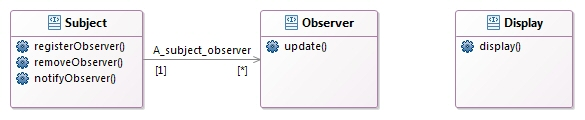 Subject
registerObserver()
removeObserver()
notifyObserver()
A_subject_observer
[1]
[*]
Observer
update()
Display
display()